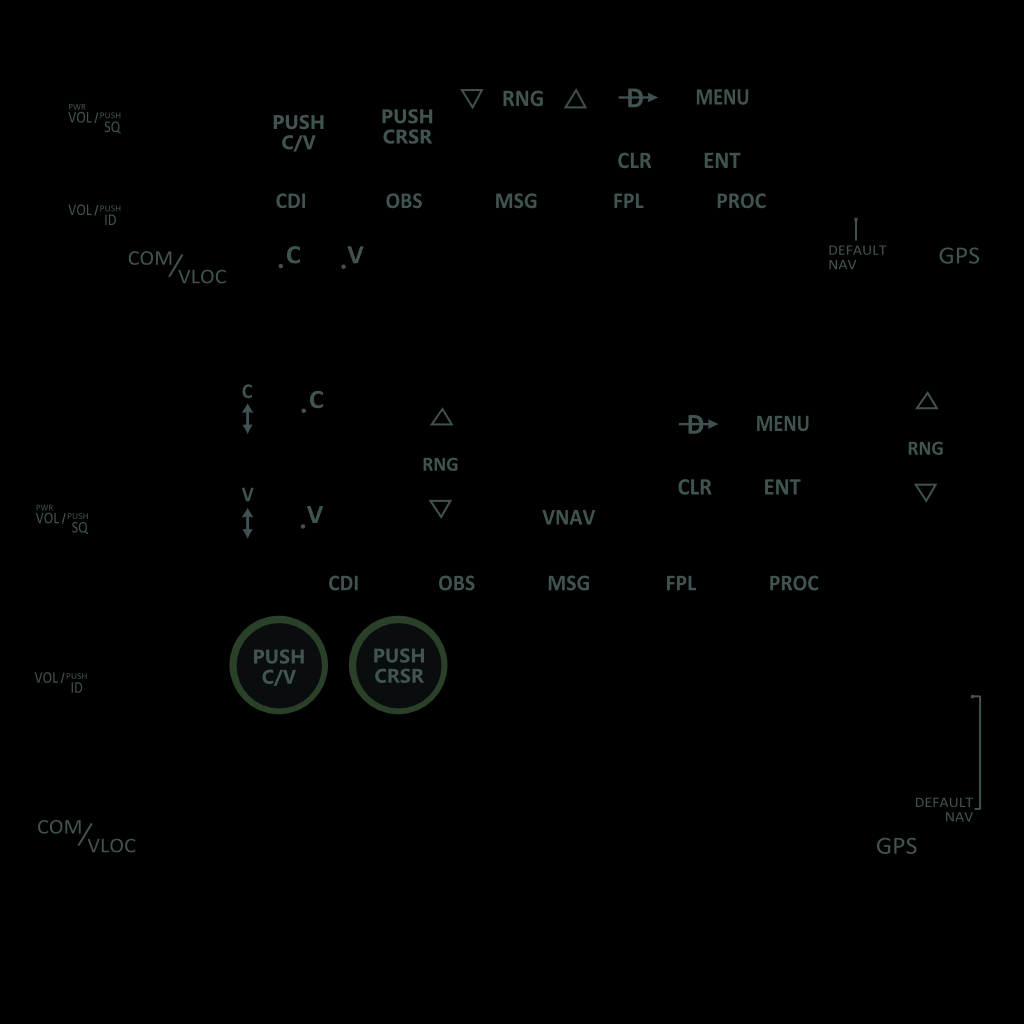 PWR
VOL / PUSH
SQ
PUSH
C/V
PUSH
CRSR
RNG
D
MENU
CLR
ENT
VOL / PUSH
ID
CDI
OBS
MSG
FPL
PROC
COM/
VLOC
.C
.V
DEFAULT
NAV
GPS
C
.C
RNG
D
MENU
RNG
CLR
ENT
PWR
VOL / PUSH
SQ
V
.V
VNAV
CDI
OBS
MSG
FPL
PROC
VOL / PUSH
ID
PUSH
C/V
PUSH
CRSR
DEFAULT
NAV
COM/
VLOC
GPS